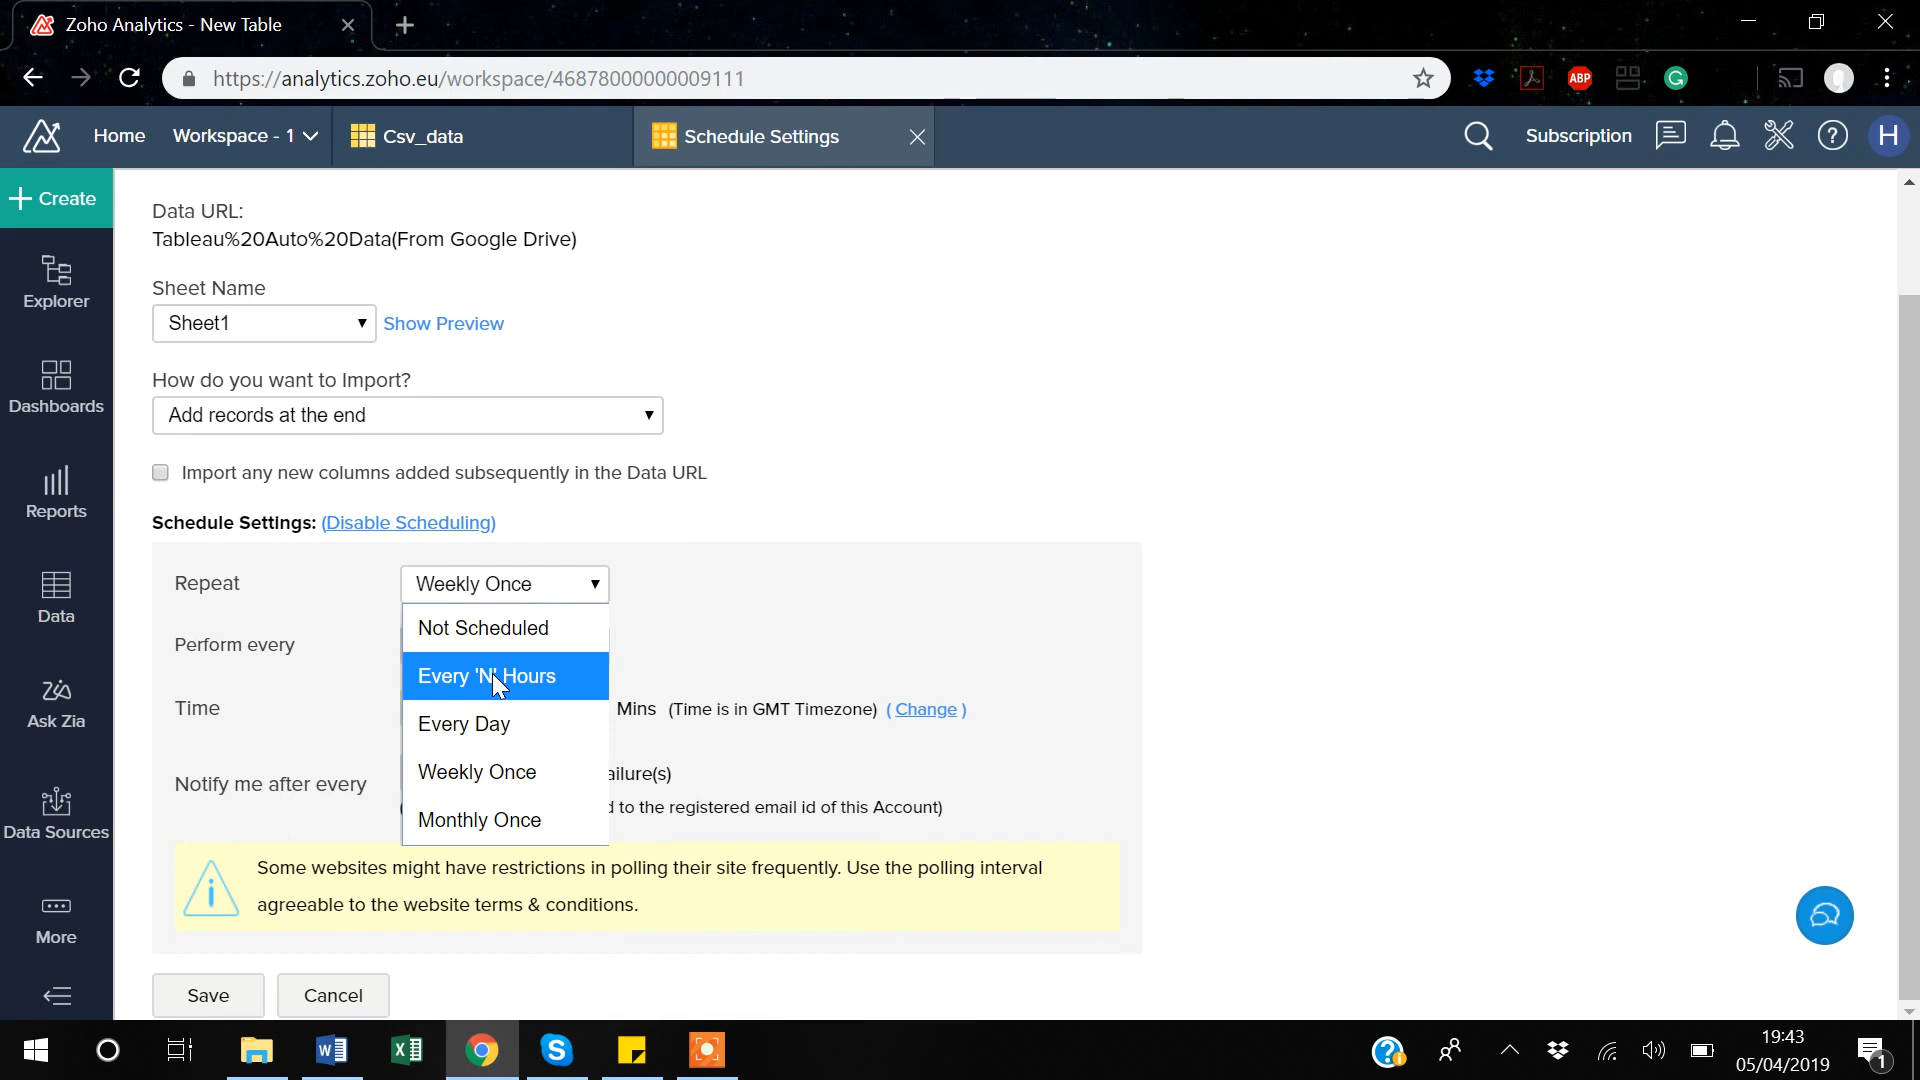 Zoho Analytics - New Table
https://analytics.zoho.eu/workspace/46878000000009111
ABP
Home
Workspace - 1
Csv_data
Schedule Settings
Subscription
H
Create
Explorer
Dashboards
Reports
Data
Ask Zia
Data Sources
More
Data URL:
Tableau%20Auto%20Data(From Google Drive)
Sheet Name
Sheet1
Show Preview
How do you want to Import?
Add records at the end
Import any new columns added subsequently in the Data URL
Schedule Settings: (Disable Scheduling)
Repeat
Weekly Once
Not Scheduled
Every 'N' Hours
Every Day
Weekly Once
Monthly Once
Perform every
Time
Mins (Time is in GMT Timezone) ( Change )
Notify me after every
ailure(s)
d to the registered email id of this Account)
Some websites might have restrictions in polling their site frequently. Use the polling interval
agreeable to the website terms & conditions.
Save
Cancel
19:43
05/04/2019
1